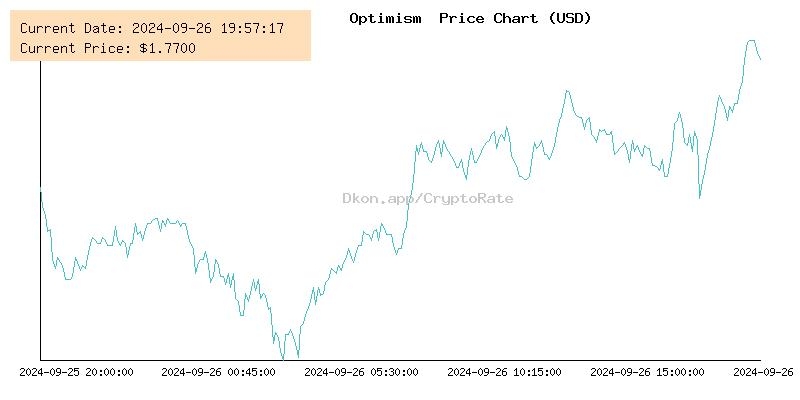 Optimism  Price Chart (USD)
Current Date: 2024-09-26 19:57:17
Current Price: $1.7700
Dkon.app/CryptoRate
2024-09-25 20:00:00 2024-09-26 00:45:00 2024-09-26 05:30:00 2024-09-26 10:15:00 2024-09-26 15:00:00 2024-09-26